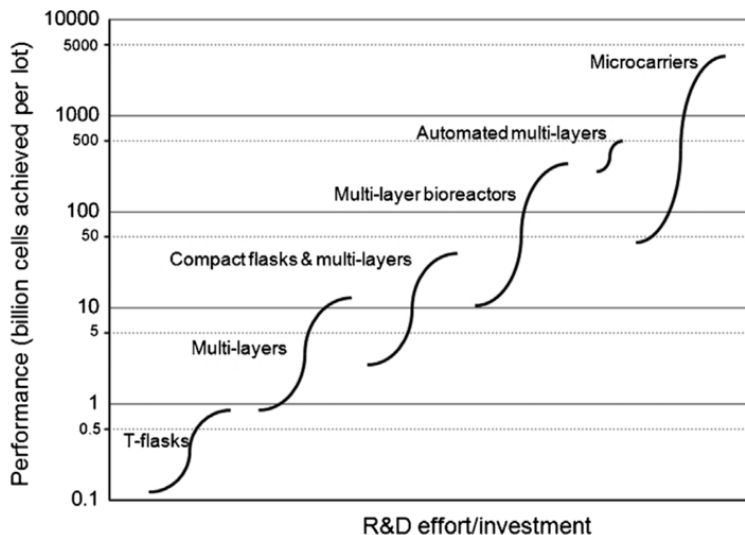 Performance (billion cells achieved per lot)
10000
5000
1000
500
100
50
10
5
1
0.5
0.1
Microcarriers
Automated multi-layers
Multi-layer bioreactors
Compact flasks & multi-layers
Multi-layers
T-flasks
R&D effort/investment